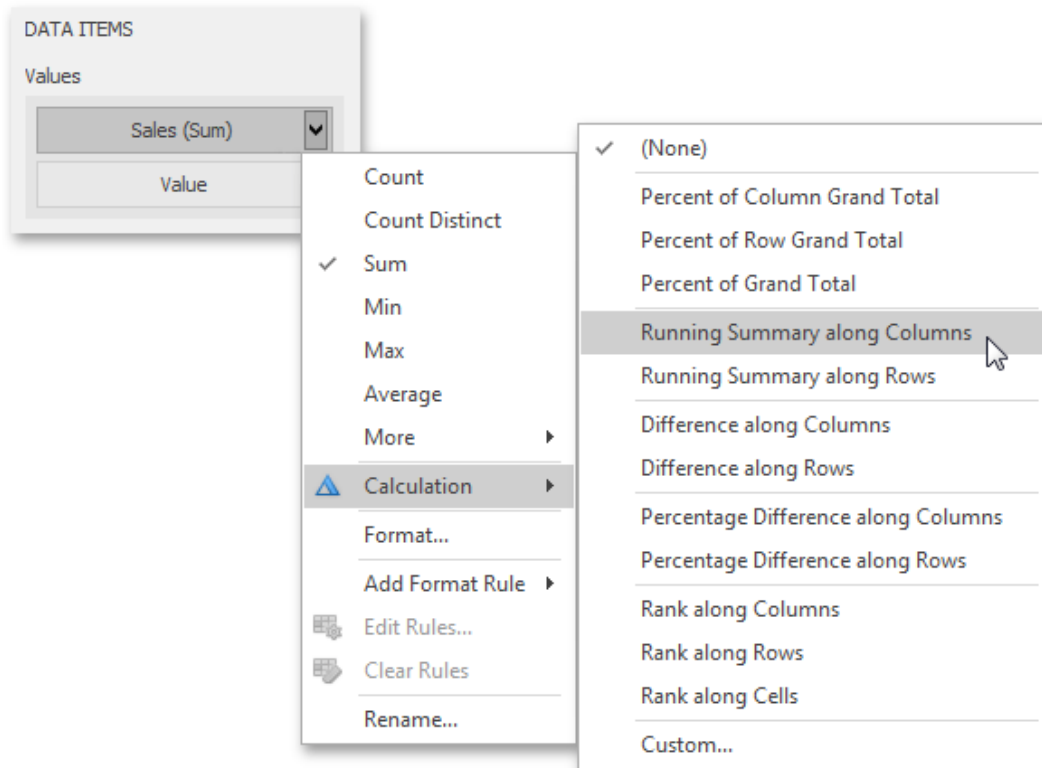 DATA ITEMS
Values
Sales (Sum)
Value
Count
Count Distinct
Sum
Min
Max
Average
More
Calculation
Format...
Add Format Rule
Edit Rules...
Clear Rules
Rename...
(None)
Percent of Column Grand Total
Percent of Row Grand Total
Percent of Grand Total
Running Summary along Columns
Running Summary along Rows
Difference along Columns
Difference along Rows
Percentage Difference along Columns
Percentage Difference along Rows
Rank along Columns
Rank along Rows
Rank along Cells
Custom...